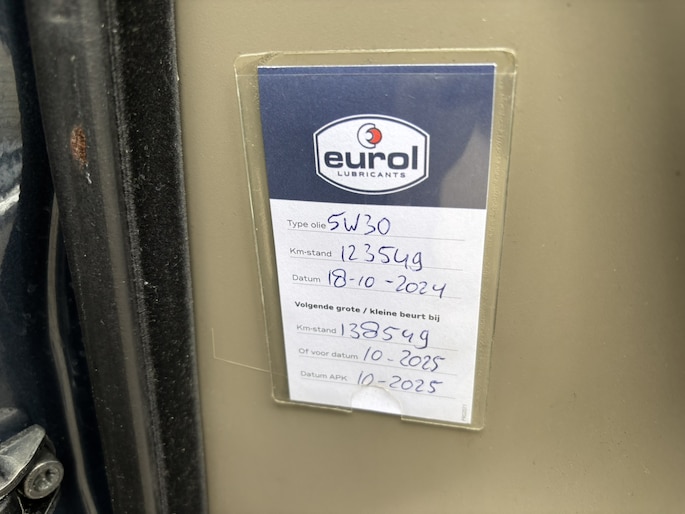 eurol
LUBRICANTS
Type olie 5W30
Km-stand 123549
Datum 18-10-2024
Volgende grote / kleine beurt bij
Km-stand 138549
Of voor datum 10-2025
Datum APK 10-2025